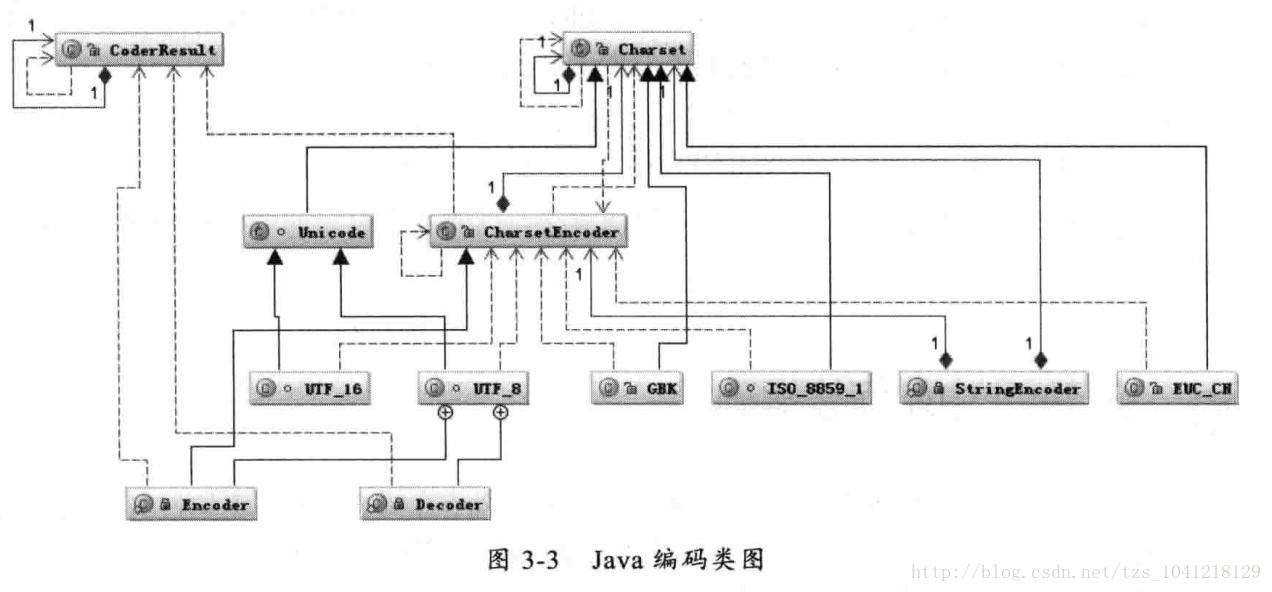 1
CoderResult
1
1
Charset
1
1
1
1
Unicode
CharsetEncoder
1
1
1
UTF_16
UTF_8
GBK
ISO_8859_1
StringEncoder
EUC_CN
Encoder
Decoder
图 3-3 Java 编码类图
http://blog.csdn.net/tzs_1041218129